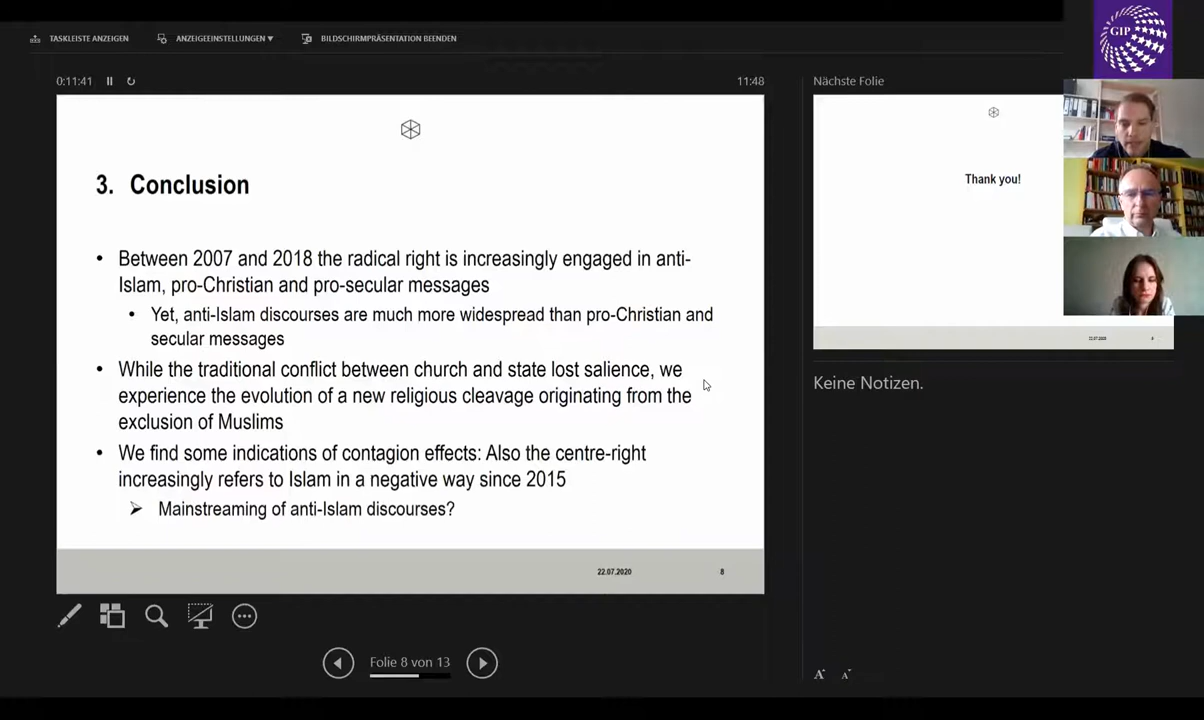 TASKLEISTE ANZEIGEN
ANZEIGEEINSTELLUNGEN ▼
BILDSCHIRMPRÄSENTATION BEENDEN
GIP
0:11:41
11:48
Nächste Folie
3. Conclusion
• Between 2007 and 2018 the radical right is increasingly engaged in anti-
Islam, pro-Christian and pro-secular messages
• Yet, anti-Islam discourses are much more widespread than pro-Christian and
secular messages
• While the traditional conflict between church and state lost salience, we
experience the evolution of a new religious cleavage originating from the
exclusion of Muslims
• We find some indications of contagion effects: Also the centre-right
increasingly refers to Islam in a negative way since 2015
➢ Mainstreaming of anti-Islam discourses?
22.07.2020
8
Folie 8 von 13
Thank you!
Keine Notizen.
A
A